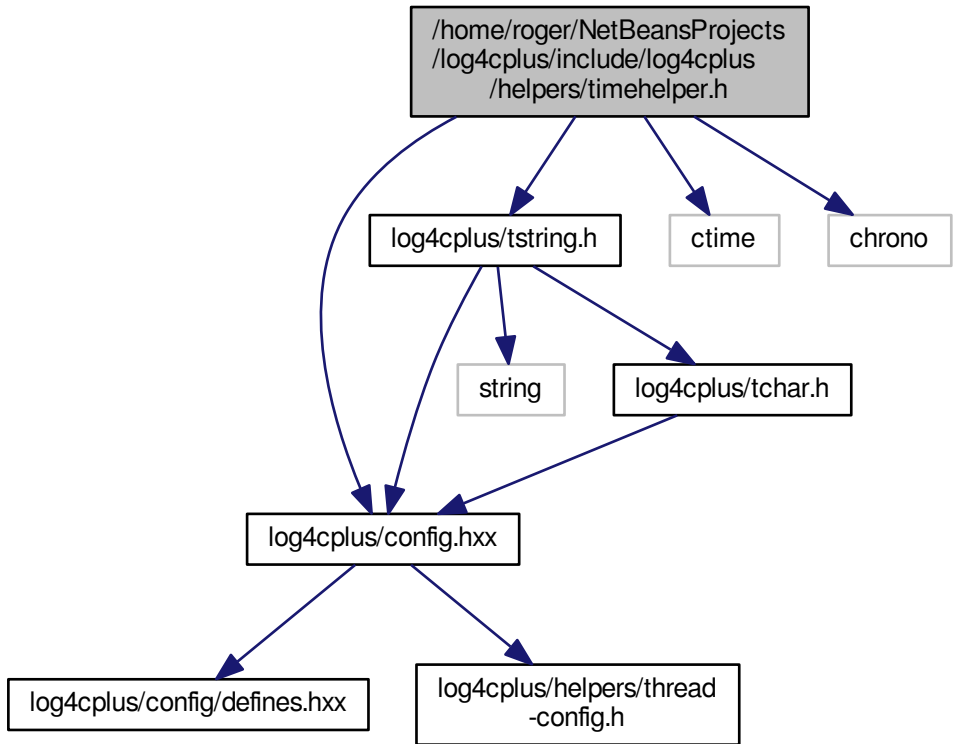 /home/roger/NetBeansProjects
/log4cplus/include/log4cplus
/helpers/timehelper.h
log4cplus/tstring.h
ctime
chrono
string
log4cplus/tchar.h
log4cplus/config.hxx
log4cplus/config/defines.hxx
log4cplus/helpers/thread
-config.h